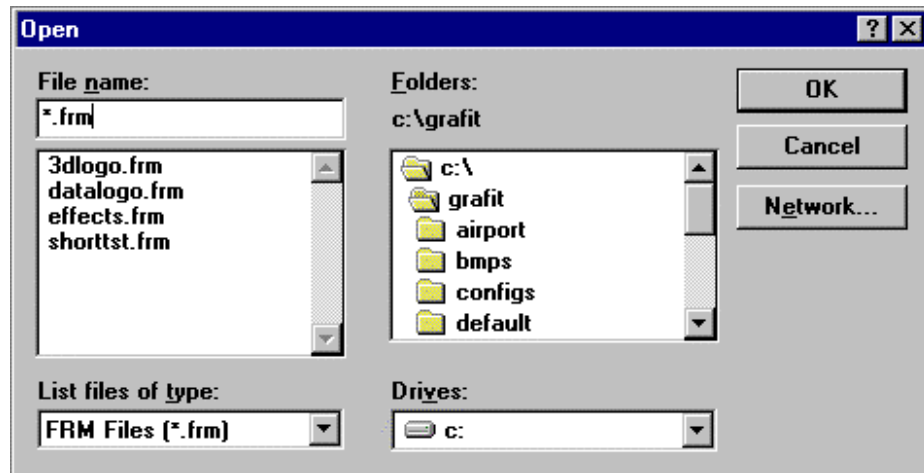 Open
File name:
*.frm
3dlogo.frm
datalogo.frm
effects.frm
shorttst.frm
List files of type:
FRM Files (*.frm)
Folders:
c:\grafit
c:\
grafit
airport
bmps
configs
default
Drives:
c:
OK
Cancel
Network...